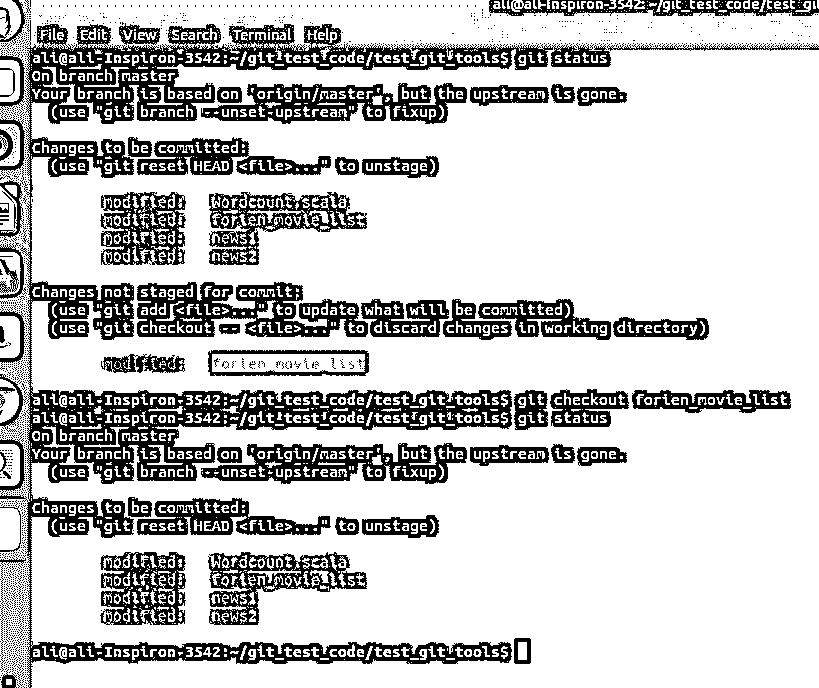 ali@ali-Inspiron-3542: ~/git_test_code/test_gi
File Edit View Search Terminal Help
ali@ali-Inspiron-3542:~/git_test_code/test_git_tools$ git status
On branch master
Your branch is based on 'origin/master', but the upstream is gone.
(use "git branch --unset-upstream" to fixup)
Changes to be committed:
(use "git reset HEAD <file>..." to unstage)
modified: Wordcount.scala
modified: forien_movie_list
modified: news1
modified: news2
Changes not staged for commit:
(use "git add <file>..." to update what will be committed)
(use "git checkout -- <file>..." to discard changes in working directory)
modified: forien_movie_list
ali@ali-Inspiron-3542:~/git_test_code/test_git_tools$ git checkout forien_movie_list
ali@ali-Inspiron-3542:~/git_test_code/test_git_tools$ git status
On branch master
Your branch is based on 'origin/master', but the upstream is gone.
(use "git branch --unset-upstream" to fixup)
Changes to be committed:
(use "git reset HEAD <file>..." to unstage)
modified: Wordcount.scala
modified: forien_movie_list
modified: news1
modified: news2
ali@ali-Inspiron-3542:~/git_test_code/test_git_tools$